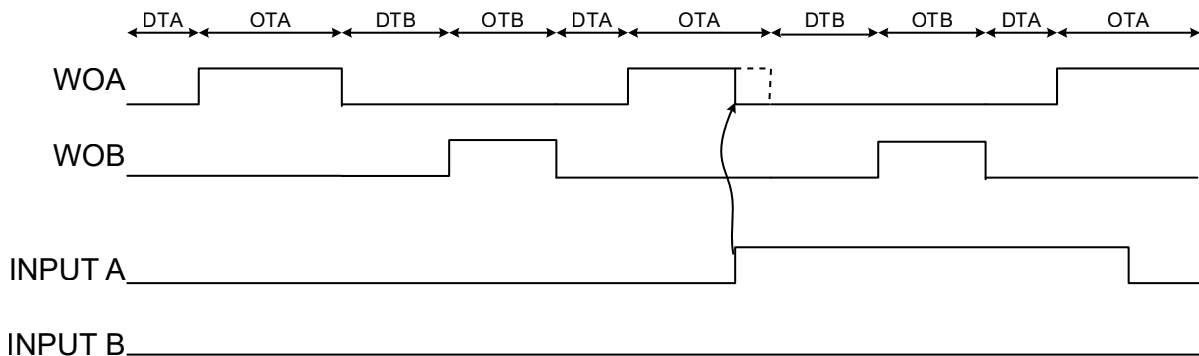 DTA OTA DTB OTB DTA OTA DTB OTB DTA OTA
WOA
WOB
INPUT A
INPUT B